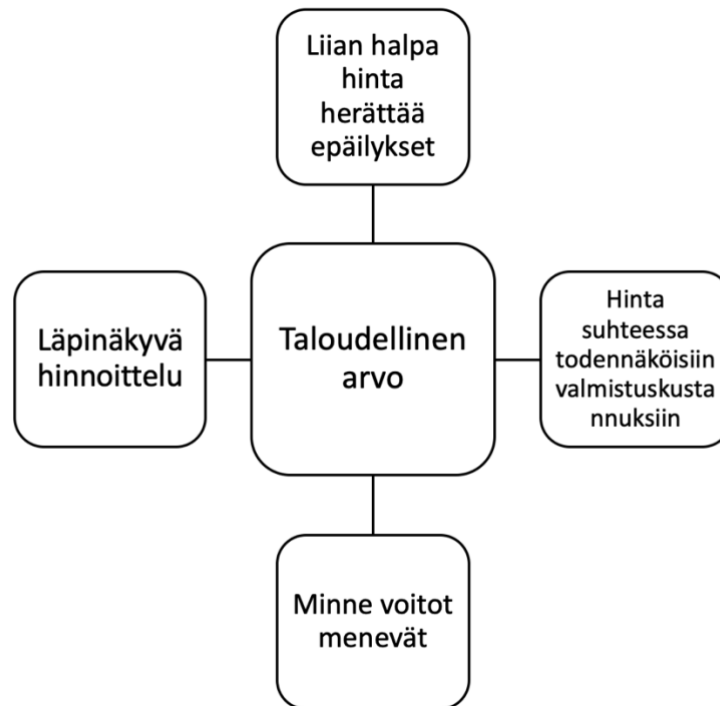 Liian halpa
hinta
herättää
epäilykset
Läpinäkyvä
hinnoittelu
Taloudellinen
arvo
Hinta
suhteessa
todennäköisiin
valmistuskusta
nnuksiin
Minne voitot
menevät